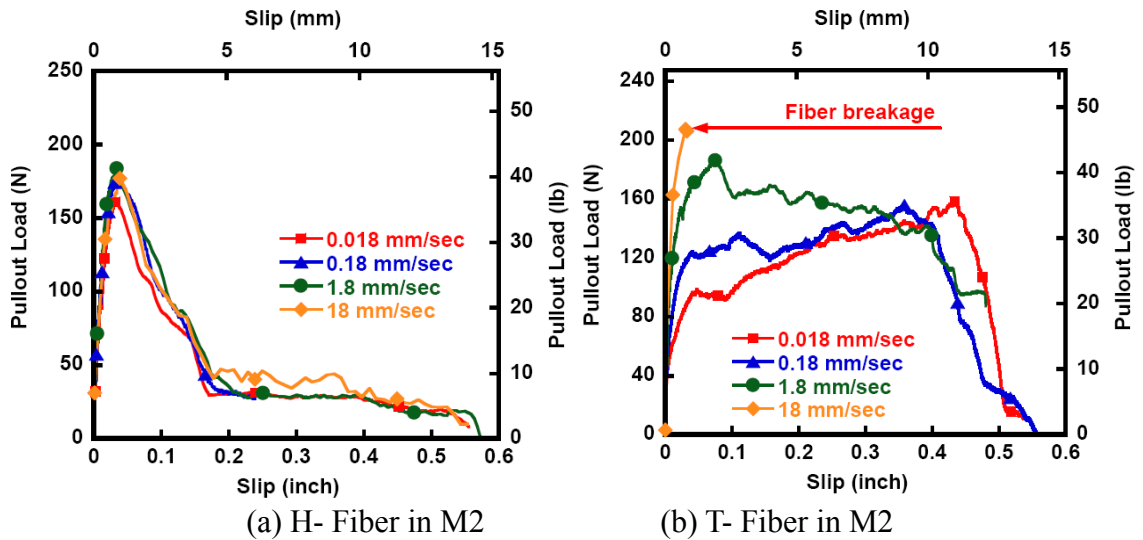 Slip (mm)
0 5 10 15
250
200
150
100
50
0
Pullout Load (N)
50
40
30
20
10
0
Pullout Load (lb)
0.018 mm/sec
0.18 mm/sec
1.8 mm/sec
18 mm/sec
0 0.1 0.2 0.3 0.4 0.5 0.6
Slip (inch)
(a) H- Fiber in M2
Slip (mm)
0 5 10 15
240
200
160
120
80
40
0
Pullout Load (N)
50
40
30
20
10
0
Pullout Load (lb)
Fiber breakage
0.018 mm/sec
0.18 mm/sec
1.8 mm/sec
18 mm/sec
0 0.1 0.2 0.3 0.4 0.5 0.6
Slip (inch)
(b) T- Fiber in M2